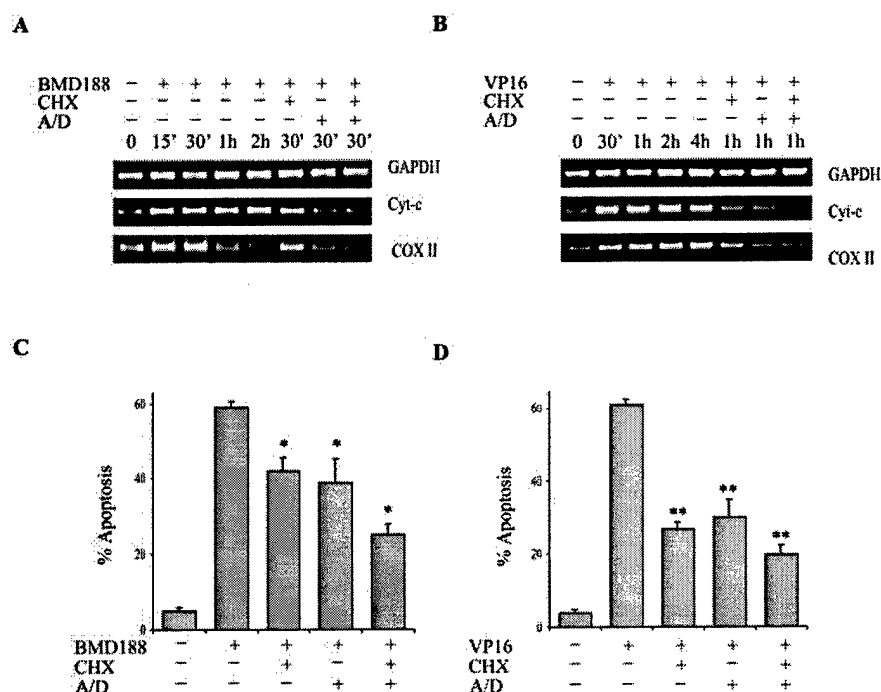 A
BMD188 − + + + + + + +
CHX − − − − − + − +
A/D − − − − − − + +
0 15' 30' 1h 2h 30' 30' 30'
GAPDH
Cyt-c
COX II
B
VP16 − + + + + + + +
CHX − − − − − + − +
A/D − − − − − − + +
0 30' 1h 2h 4h 1h 1h 1h
GAPDH
Cyt-c
COX II
C
% Apoptosis
60
40
20
0
* * *
BMD188 − + + + +
CHX − − + − +
A/D − − − + +
D
% Apoptosis
60
40
20
0
** ** **
VP16 − + + + +
CHX − − + − +
A/D − − − + +